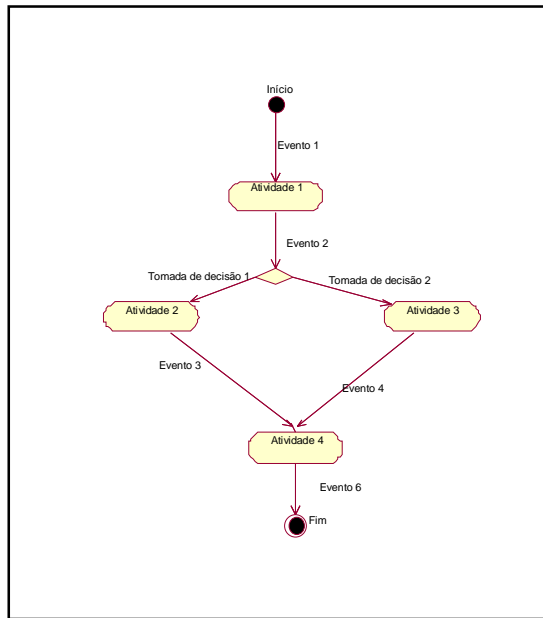 Início
Evento 1
Atividade 1
Evento 2
Tomada de decisão 1
Tomada de decisão 2
Atividade 2
Atividade 3
Evento 3
Evento 4
Atividade 4
Evento 6
Fim